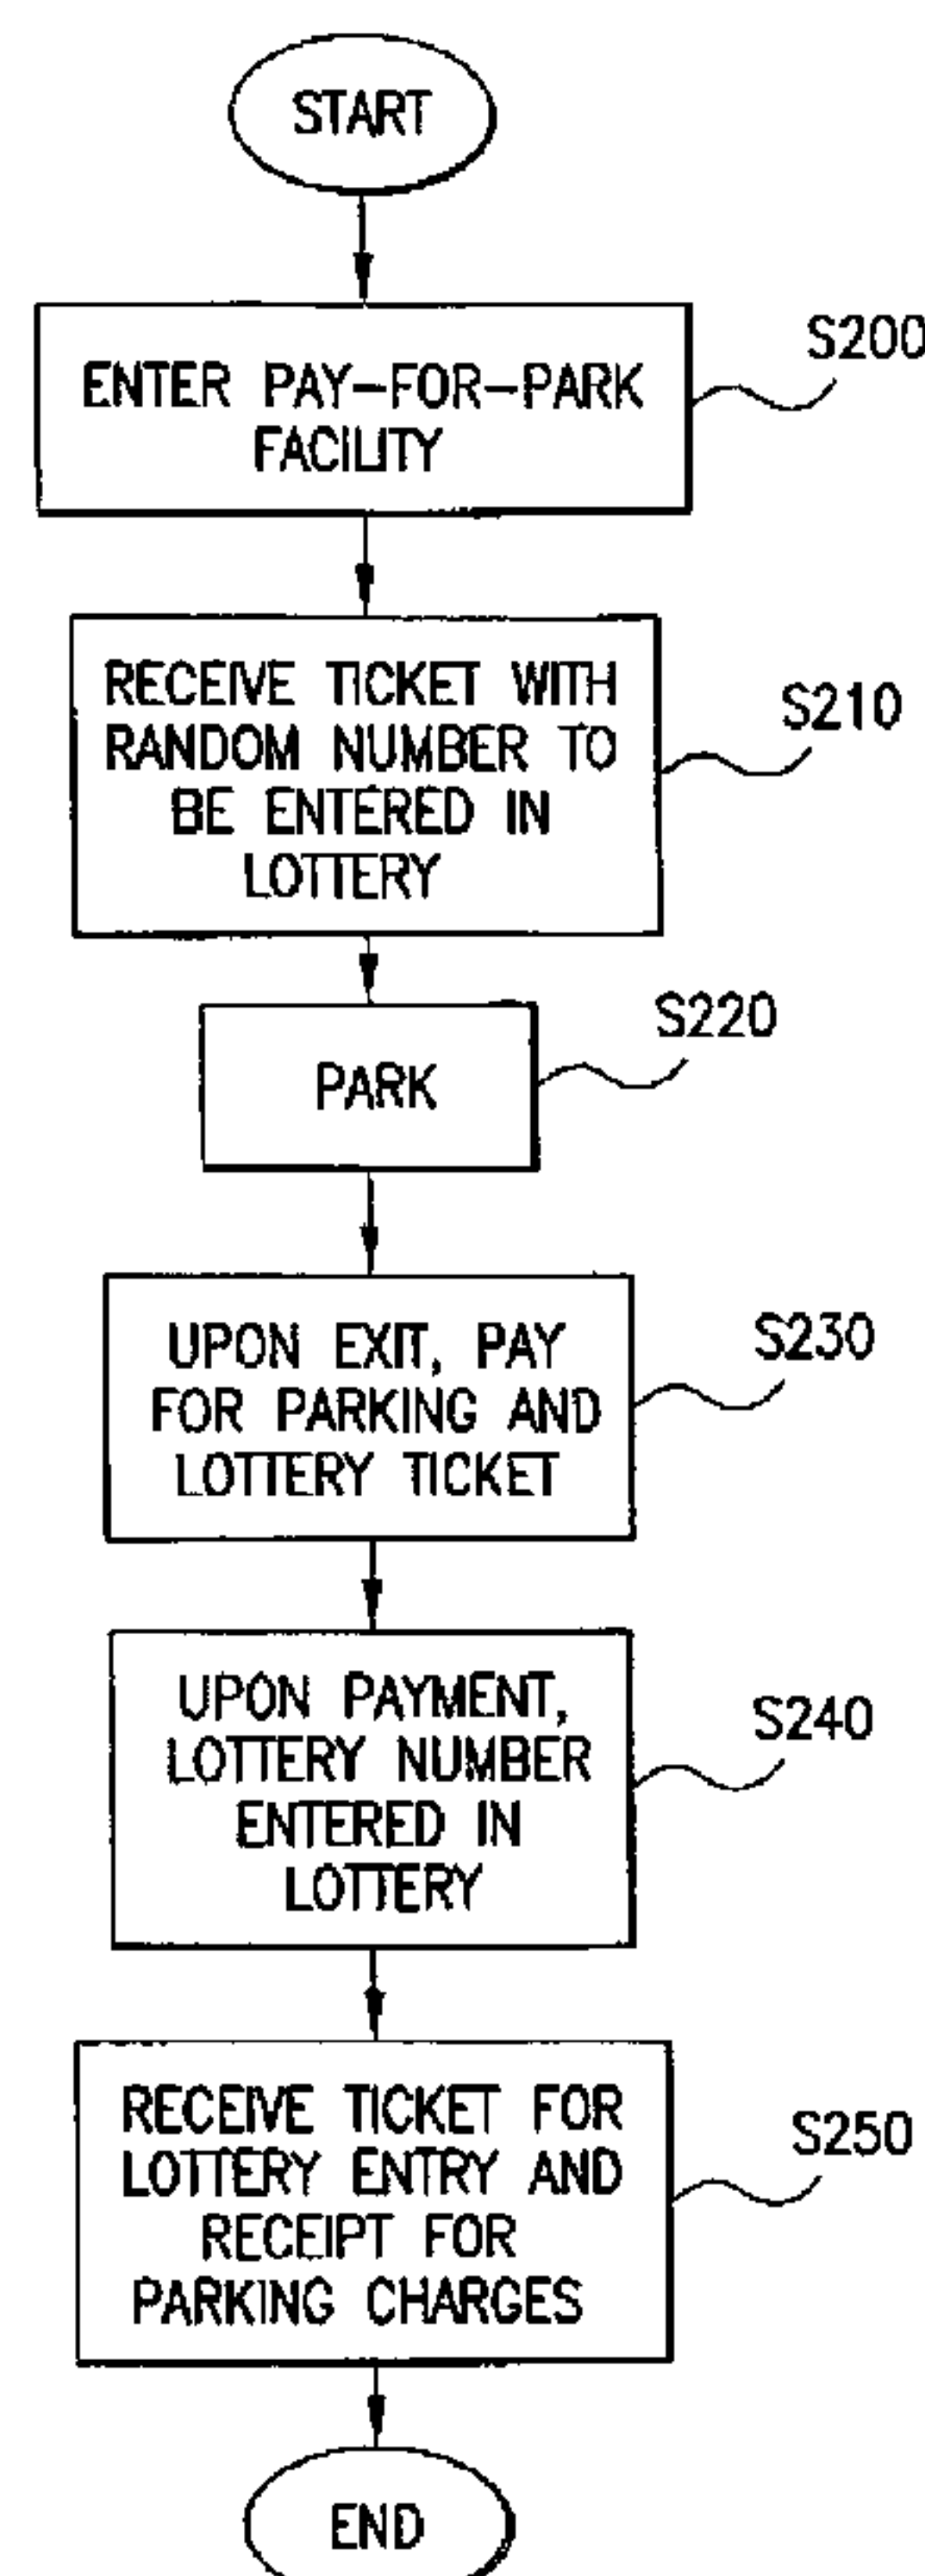 START
ENTER PAY-FOR-PARK
FACILITY
S200
RECEIVE TICKET WITH
RANDOM NUMBER TO
BE ENTERED IN
LOTTERY
S210
PARK
S220
UPON EXIT, PAY
FOR PARKING AND
LOTTERY TICKET
S230
UPON PAYMENT,
LOTTERY NUMBER
ENTERED IN
LOTTERY
S240
RECEIVE TICKET FOR
LOTTERY ENTRY AND
RECEIPT FOR
PARKING CHARGES
S250
END